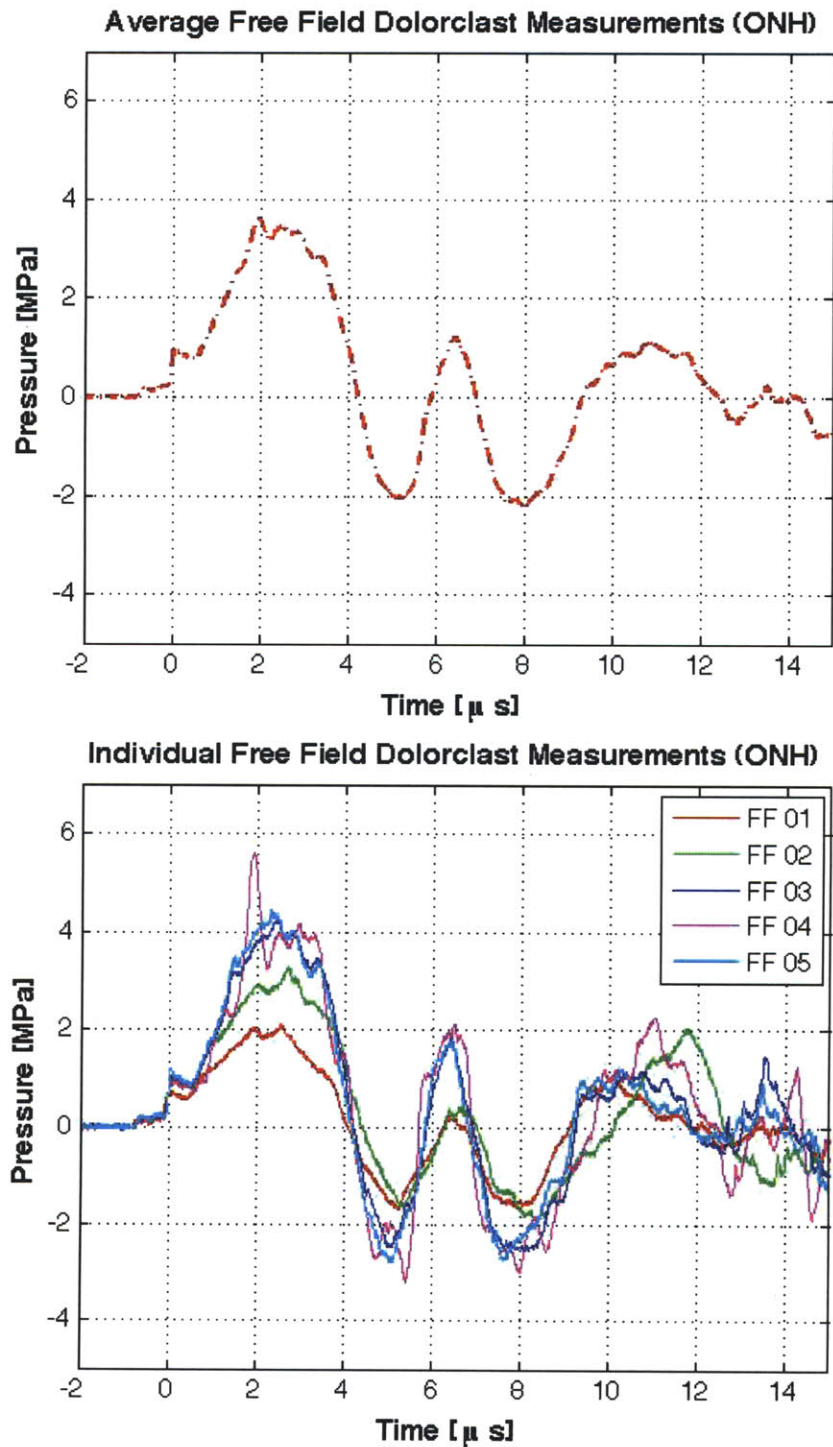 Average Free Field Dolorclast Measurements (ONH)
6
4
2
0
-2
-4
Pressure [MPa]
-2 0 2 4 6 8 10 12 14
Time [μ s]
Individual Free Field Dolorclast Measurements (ONH)
6
4
2
0
-2
-4
Pressure [MPa]
FF 01
FF 02
FF 03
FF 04
FF 05
-2 0 2 4 6 8 10 12 14
Time [μ s]